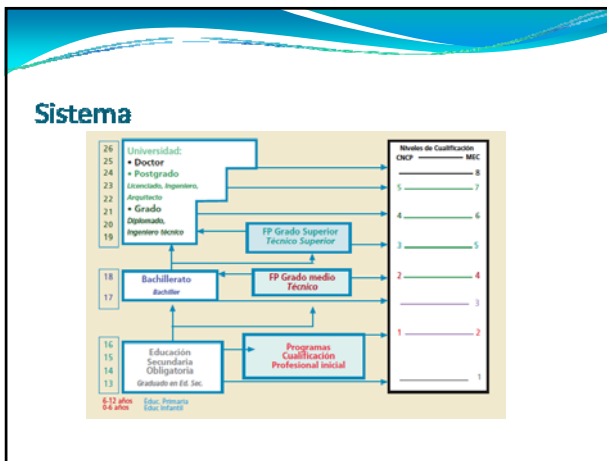 Sistema
26
25
24
23
22
21
20
19
Universidad:
• Doctor
• Postgrado
Licenciado, Ingeniero,
Arquitecto
• Grado
Diplomado,
Ingeniero técnico
FP Grado Superior
Técnico Superior
18
17
Bachillerato
Bachiller
FP Grado medio
Técnico
16
15
14
13
Educación
Secundaria
Obligatoria
Graduado en Ed. Sec.
Programas
Cualificación
Profesional inicial
6-12 años Educ. Primaria
0-6 años Educ Infantil
Niveles de Cualificación
CNCP MEC
8
5 7
4 6
3 5
2 4
3
1 2
1